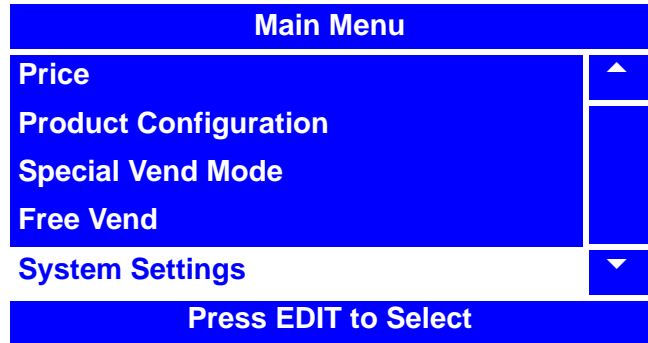 Main Menu
Price
Product Configuration
Special Vend Mode
Free Vend
System Settings
Press EDIT to Select